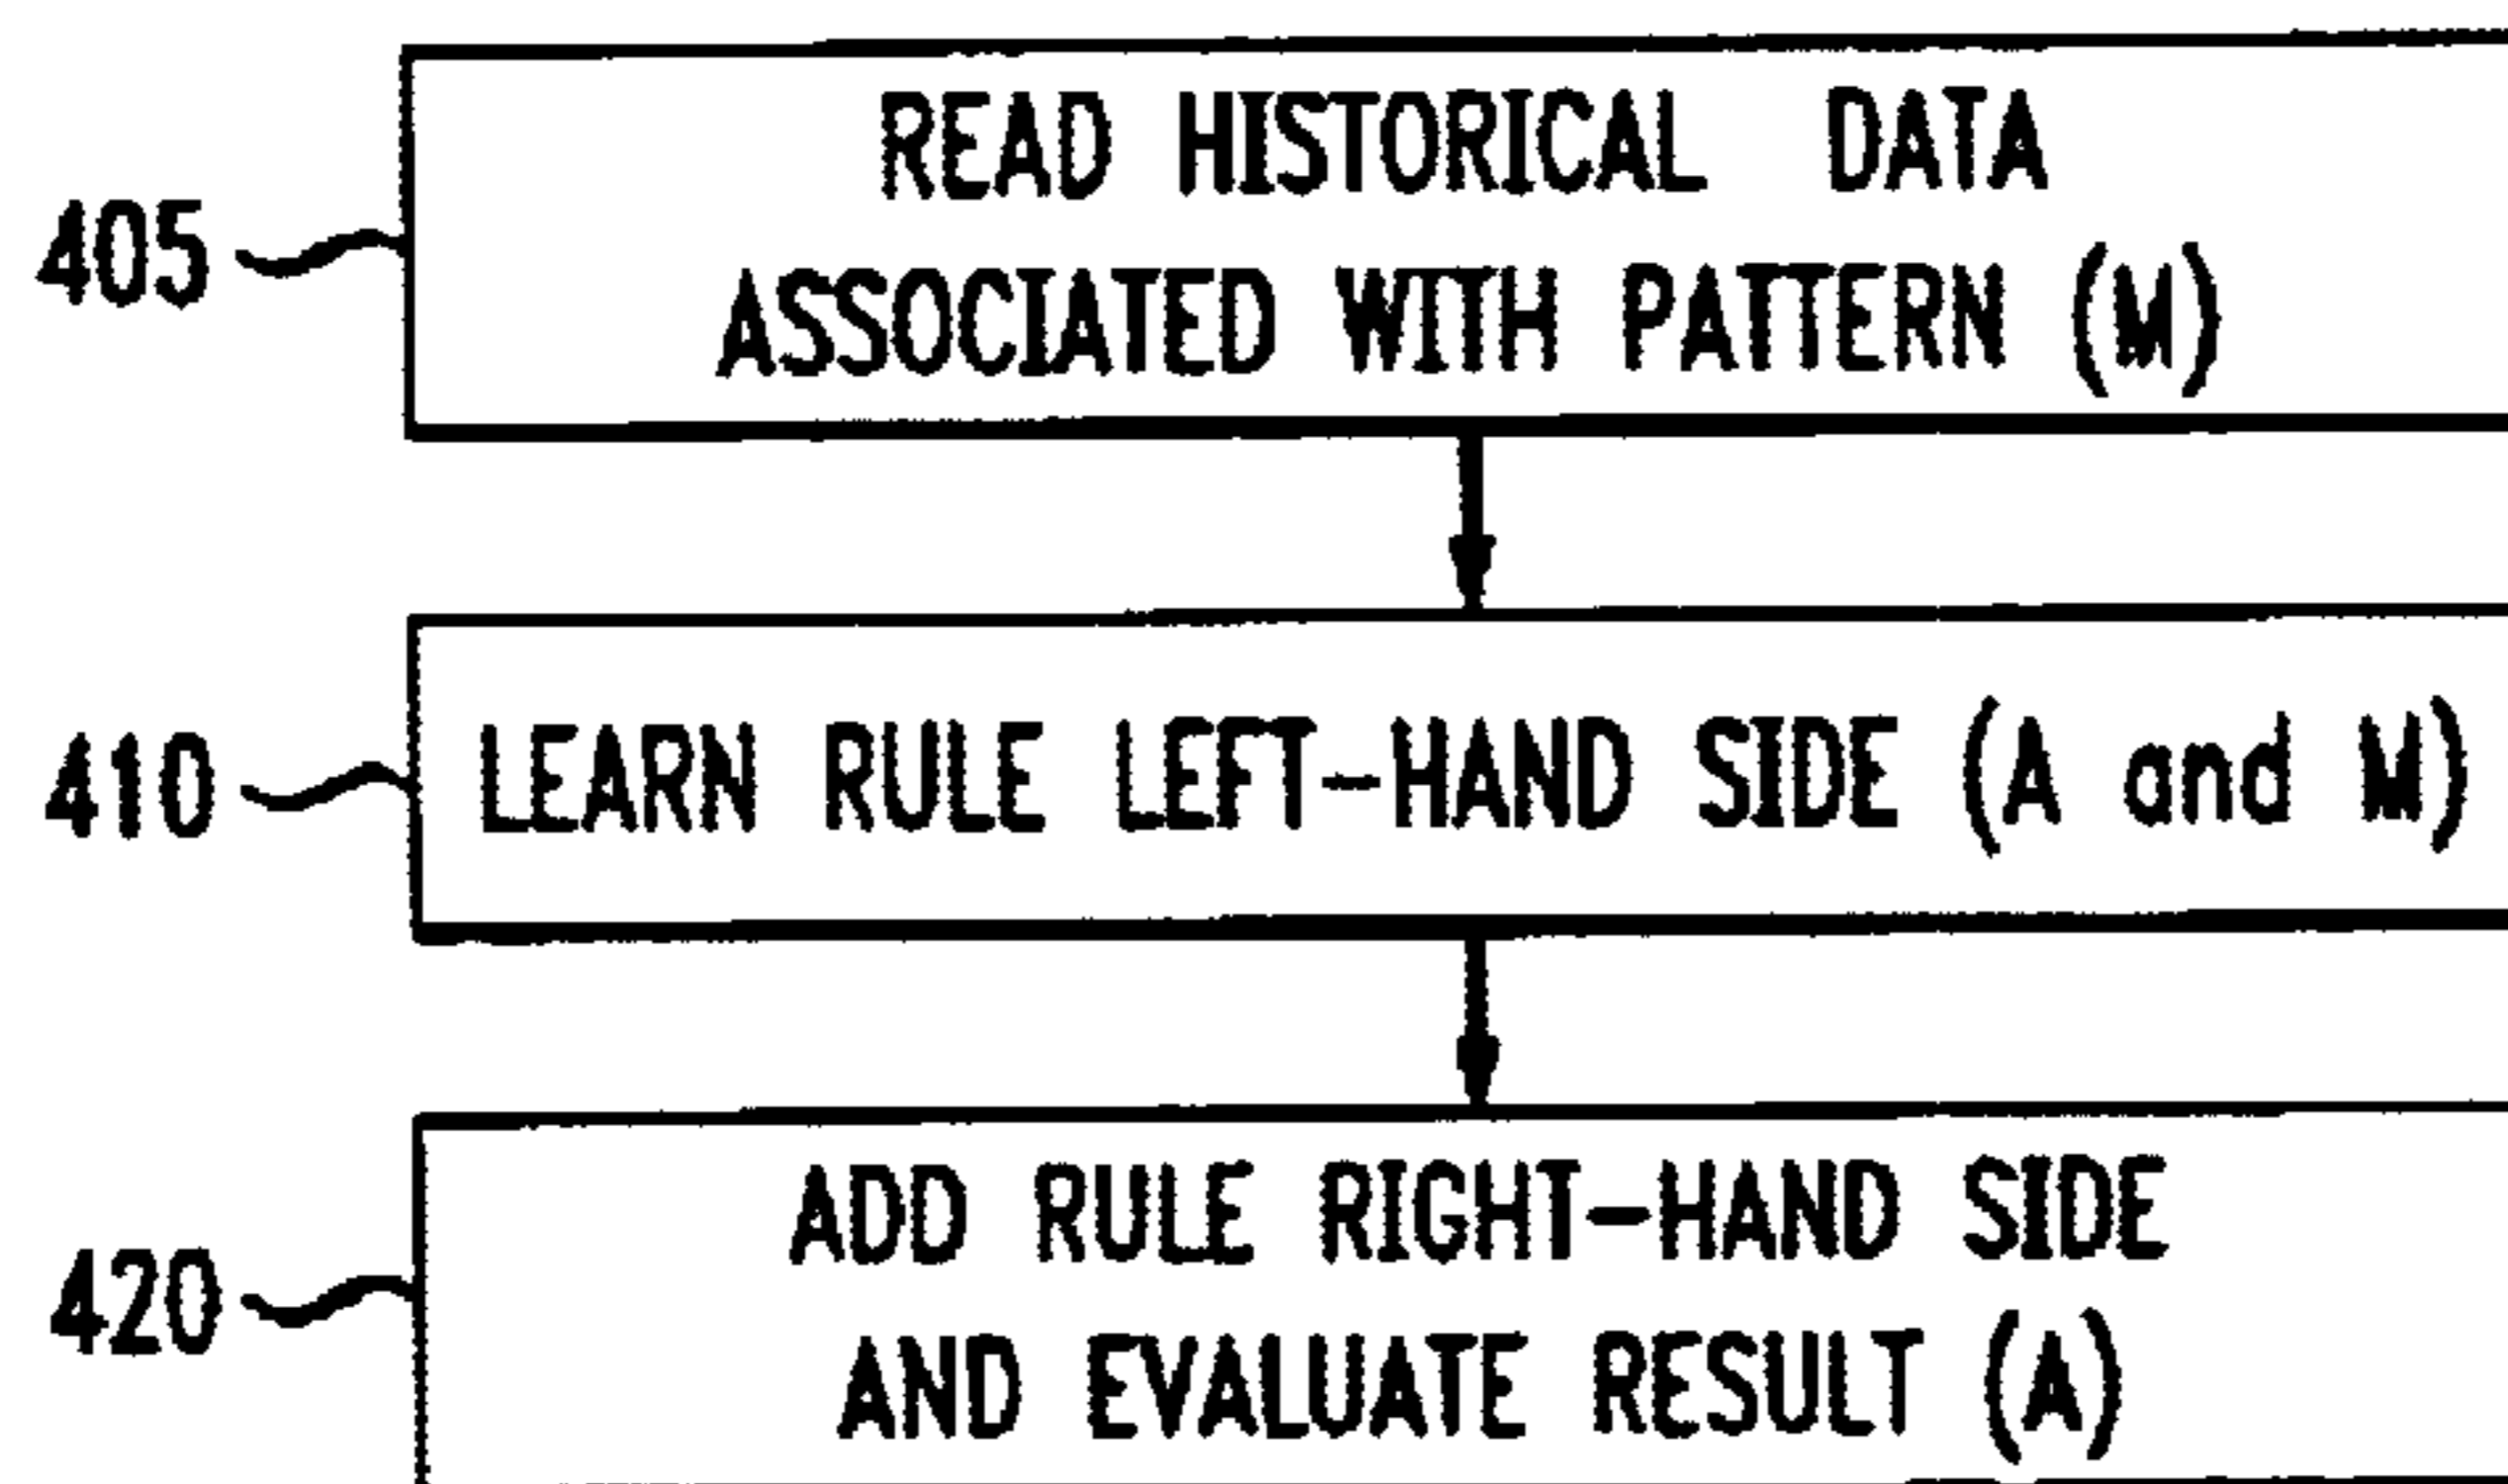 READ HISTORICAL DATA
ASSOCIATED WITH PATTERN (M)
405
410
LEARN RULE LEFT-HAND SIDE (A and M)
ADD RULE RIGHT-HAND SIDE
420
AND EVALUATE RESULT (A)